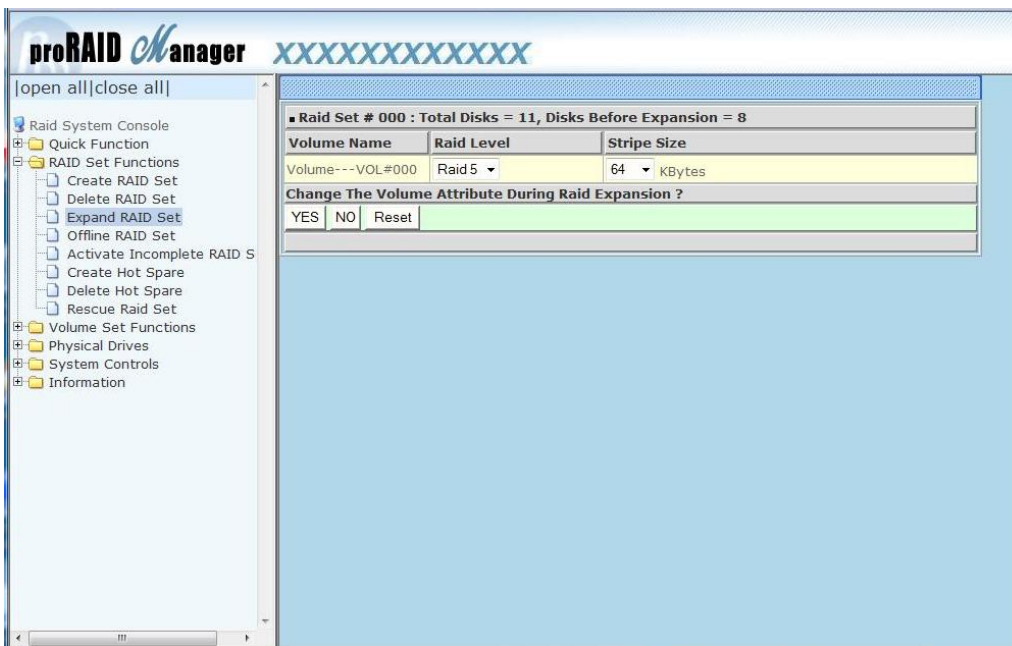 proRAID Manager XXXXXXXXXXXX
|open all|close all|
Raid System Console
Quick Function
RAID Set Functions
Create RAID Set
Delete RAID Set
Expand RAID Set
Offline RAID Set
Activate Incomplete RAID S
Create Hot Spare
Delete Hot Spare
Rescue Raid Set
Volume Set Functions
Physical Drives
System Controls
Information
Raid Set # 000 : Total Disks = 11, Disks Before Expansion = 8
Volume Name Raid Level Stripe Size
Volume---VOL#000 Raid 5 64 KBytes
Change The Volume Attribute During Raid Expansion ?
YES NO Reset